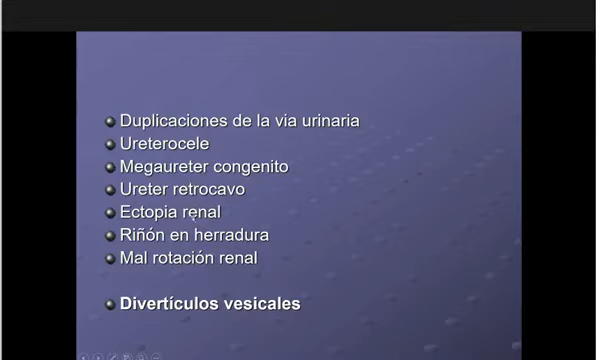 Duplicaciones de la via urinaria
Ureterocele
Megaureter congenito
Ureter retrocavo
Ectopia renal
Riñón en herradura
Mal rotación renal
Divertículos vesicales